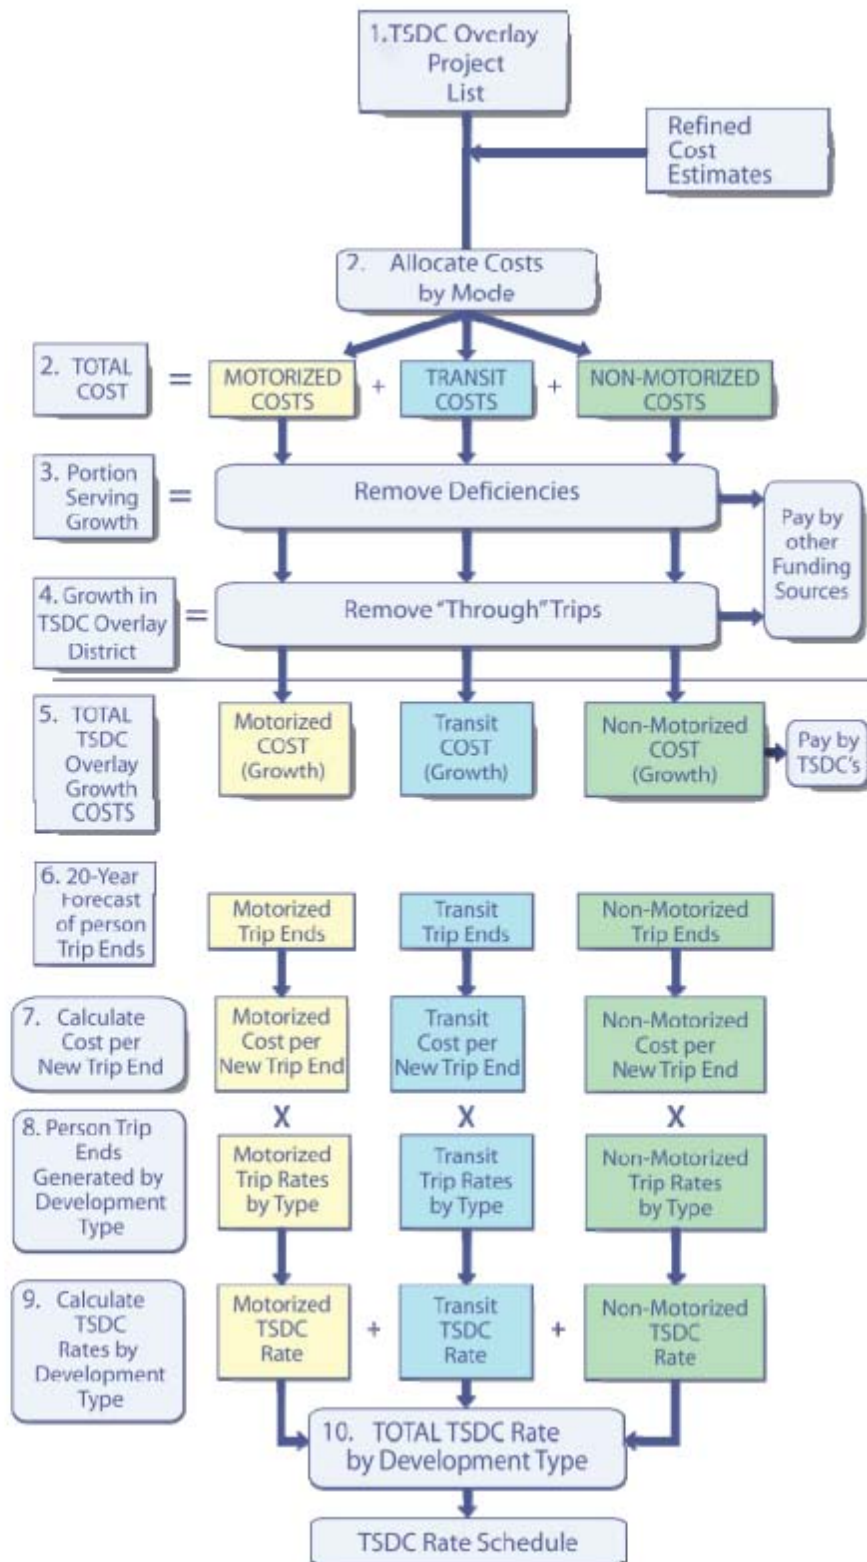 1.TSDC Overlay
Project
List
Refined
Cost
Estimates
2. Allocate Costs
by Mode
2. TOTAL
COST
=
MOTORIZED
COSTS
+
TRANSIT
COSTS
+
NON-MOTORIZED
COSTS
3. Portion
Serving
Growth
=
Remove Deficiencies
Pay by
other
Funding
Sources
4. Growth in
TSDC Overlay
District
=
Remove "Through" Trips
5. TOTAL
TSDC
Overlay
Growth
COSTS
Motorized
COST
(Growth)
Transit
COST
(Growth)
Non-Motorized
COST
(Growth)
Pay by
TSDC's
6. 20-Year
Forecast
of person
Trip Ends
Motorized
Trip Ends
Transit
Trip Ends
Non-Motorized
Trip Ends
7. Calculate
Cost per
New Trip End
Motorized
Cost per
New Trip End
Transit
Cost per
New Trip End
Non-Motorized
Cost per
New Trip End
X
X
X
8. Person Trip
Ends
Generated by
Development
Type
Motorized
Trip Rates
by Type
Transit
Trip Rates
by Type
Non-Motorized
Trip Rates
by Type
9. Calculate
TSDC
Rates by
Development
Type
Motorized
TSDC
Rate
+
Transit
TSDC
Rate
+
Non-Motorized
TSDC
Rate
10. TOTAL TSDC Rate
by Development Type
TSDC Rate Schedule